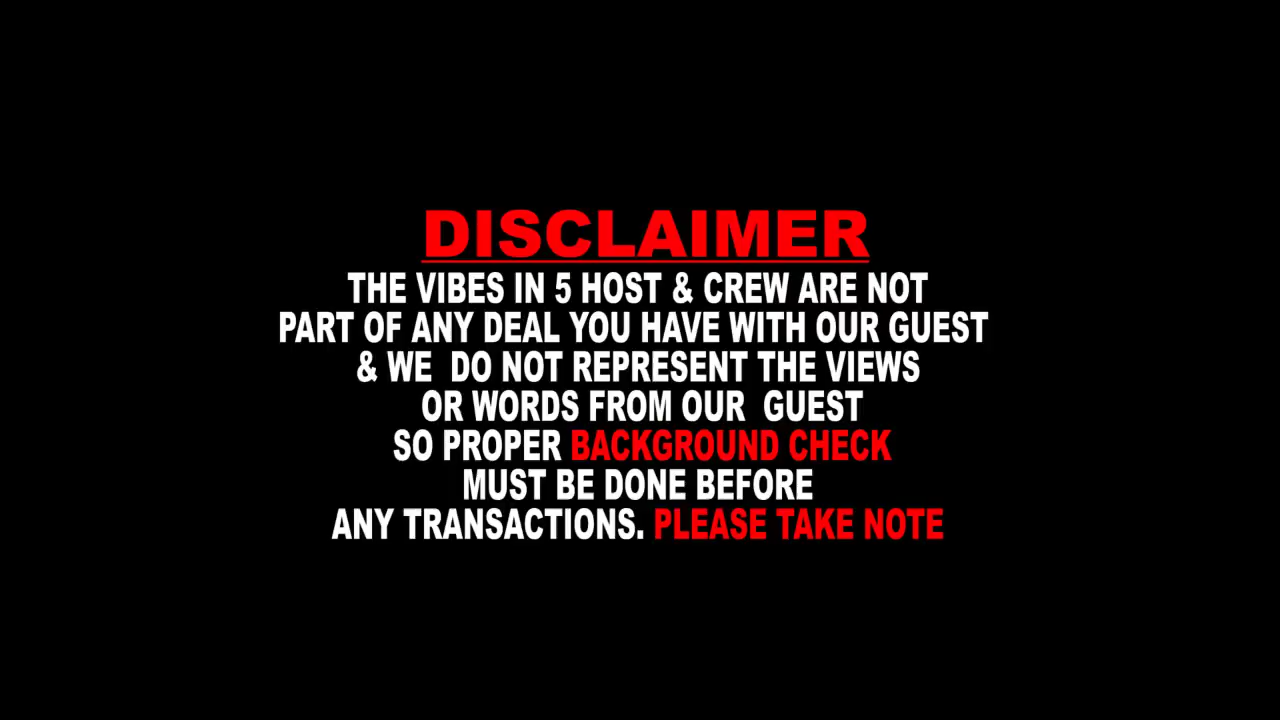 DISCLAIMER
THE VIBES IN 5 HOST & CREW ARE NOT
PART OF ANY DEAL YOU HAVE WITH OUR GUEST
& WE DO NOT REPRESENT THE VIEWS
OR WORDS FROM OUR GUEST
SO PROPER BACKGROUND CHECK
MUST BE DONE BEFORE
ANY TRANSACTIONS. PLEASE TAKE NOTE